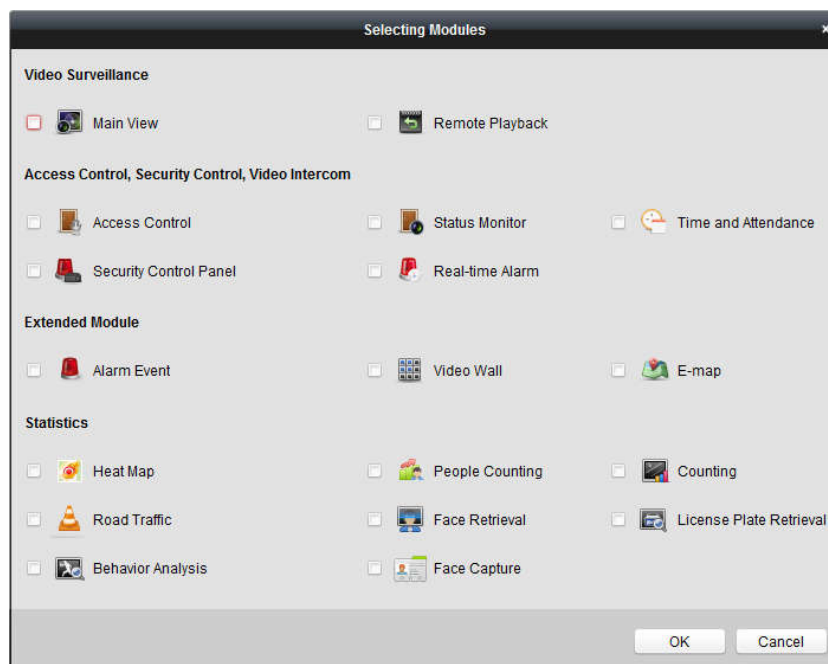 Selecting Modules
Video Surveillance
Main View Remote Playback
Access Control, Security Control, Video Intercom
Access Control Status Monitor Time and Attendance
Security Control Panel Real-time Alarm
Extended Module
Alarm Event Video Wall E-map
Statistics
Heat Map People Counting Counting
Road Traffic Face Retrieval License Plate Retrieval
Behavior Analysis Face Capture
OK Cancel